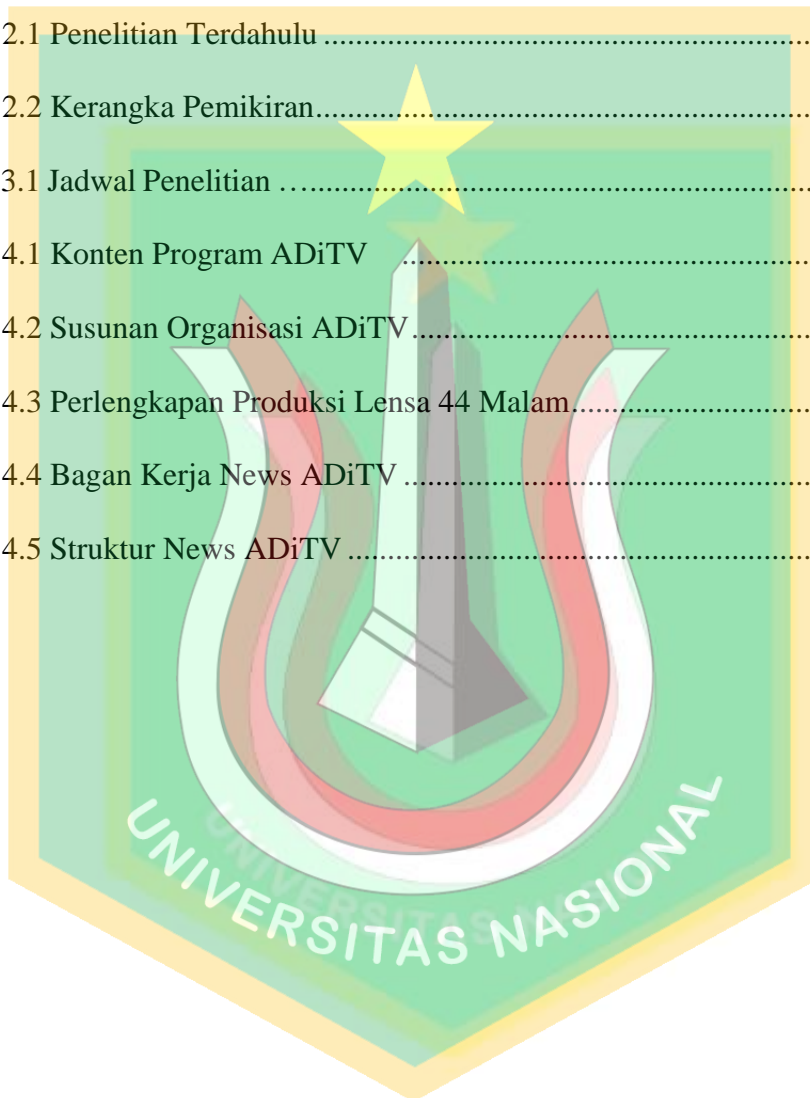 2.1 Penelitian Terdahulu ............................................................
2.2 Kerangka Pemikiran.............................................................
3.1 Jadwal Penelitian …............................................................
4.1 Konten Program ADiTV ..................................................
4.2 Susunan Organisasi ADiTV.................................................
4.3 Perlengkapan Produksi Lensa 44 Malam.............................
4.4 Bagan Kerja News ADiTV ..................................................
4.5 Struktur News ADiTV .........................................................
UNIVERSITAS NASIONAL